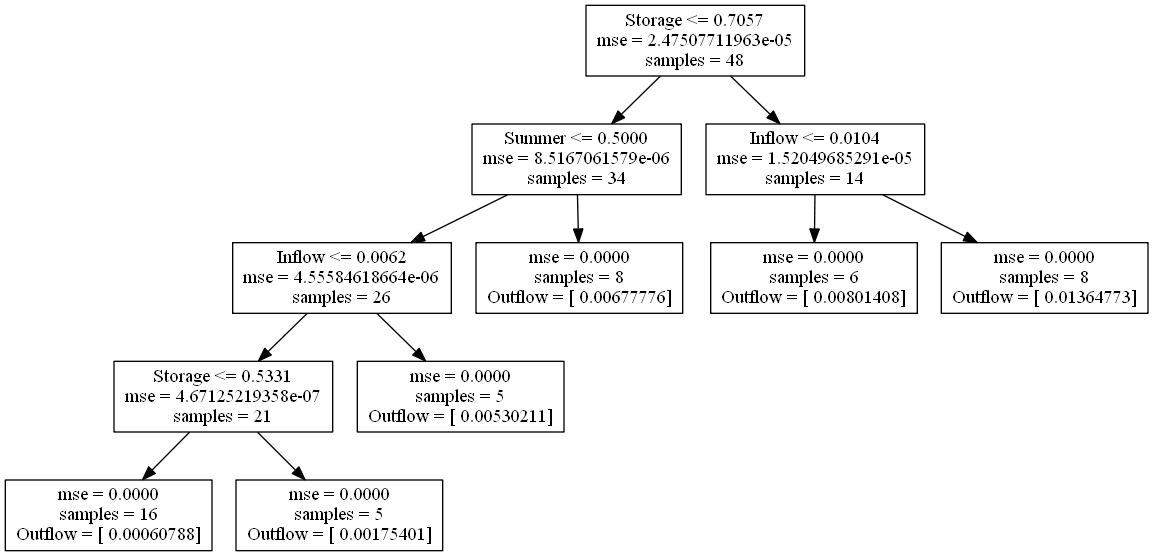 Storage <= 0.7057
mse = 2.47507711963e-05
samples = 48
Summer <= 0.5000
mse = 8.5167061579e-06
samples = 34
Inflow <= 0.0104
mse = 1.52049685291e-05
samples = 14
Inflow <= 0.0062
mse = 4.55584618664e-06
samples = 26
mse = 0.0000
samples = 8
Outflow = [ 0.00677776]
mse = 0.0000
samples = 6
Outflow = [ 0.00801408]
mse = 0.0000
samples = 8
Outflow = [ 0.01364773]
Storage <= 0.5331
mse = 4.67125219358e-07
samples = 21
mse = 0.0000
samples = 5
Outflow = [ 0.00530211]
mse = 0.0000
samples = 16
Outflow = [ 0.00060788]
mse = 0.0000
samples = 5
Outflow = [ 0.00175401]